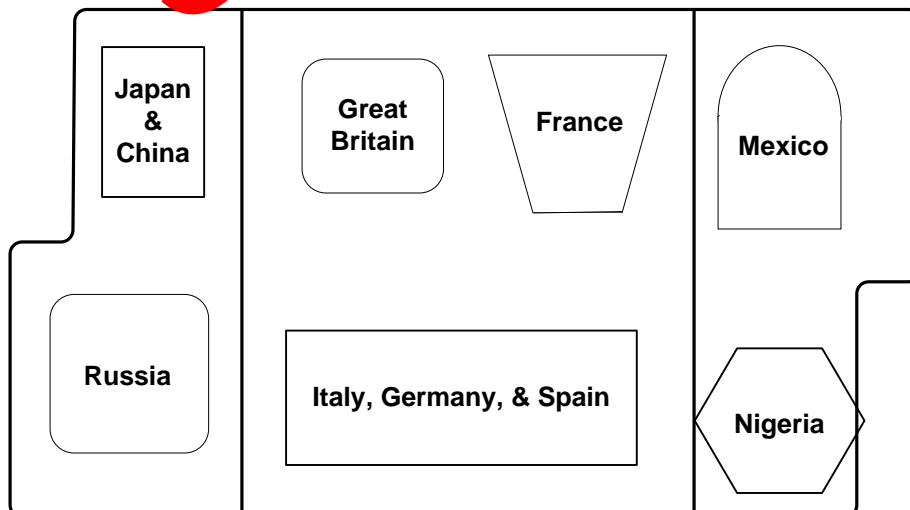 Japan
&
China
Great
Britain
France
Mexico
Russia
Italy, Germany, & Spain
Nigeria